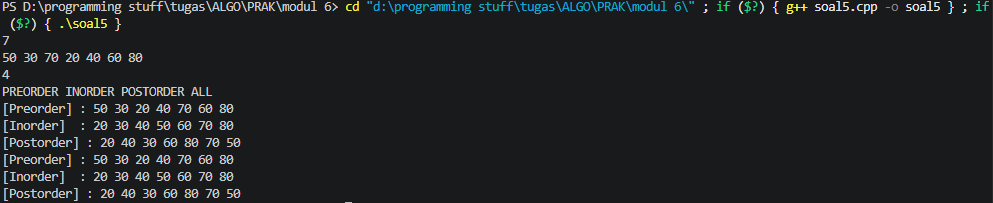 PS D:\programming stuff\tugas\ALGO\PRAK\modul 6> cd "d:\programming stuff\tugas\ALGO\PRAK\modul 6\" ; if ($?) { g++ soal5.cpp -o soal5 } ; if
($?) { .\soal5 }
7
50 30 70 20 40 60 80
4
PREORDER INORDER POSTORDER ALL
[Preorder] : 50 30 20 40 70 60 80
[Inorder]  : 20 30 40 50 60 70 80
[Postorder] : 20 40 30 60 80 70 50
[Preorder] : 50 30 20 40 70 60 80
[Inorder]  : 20 30 40 50 60 70 80
[Postorder] : 20 40 30 60 80 70 50